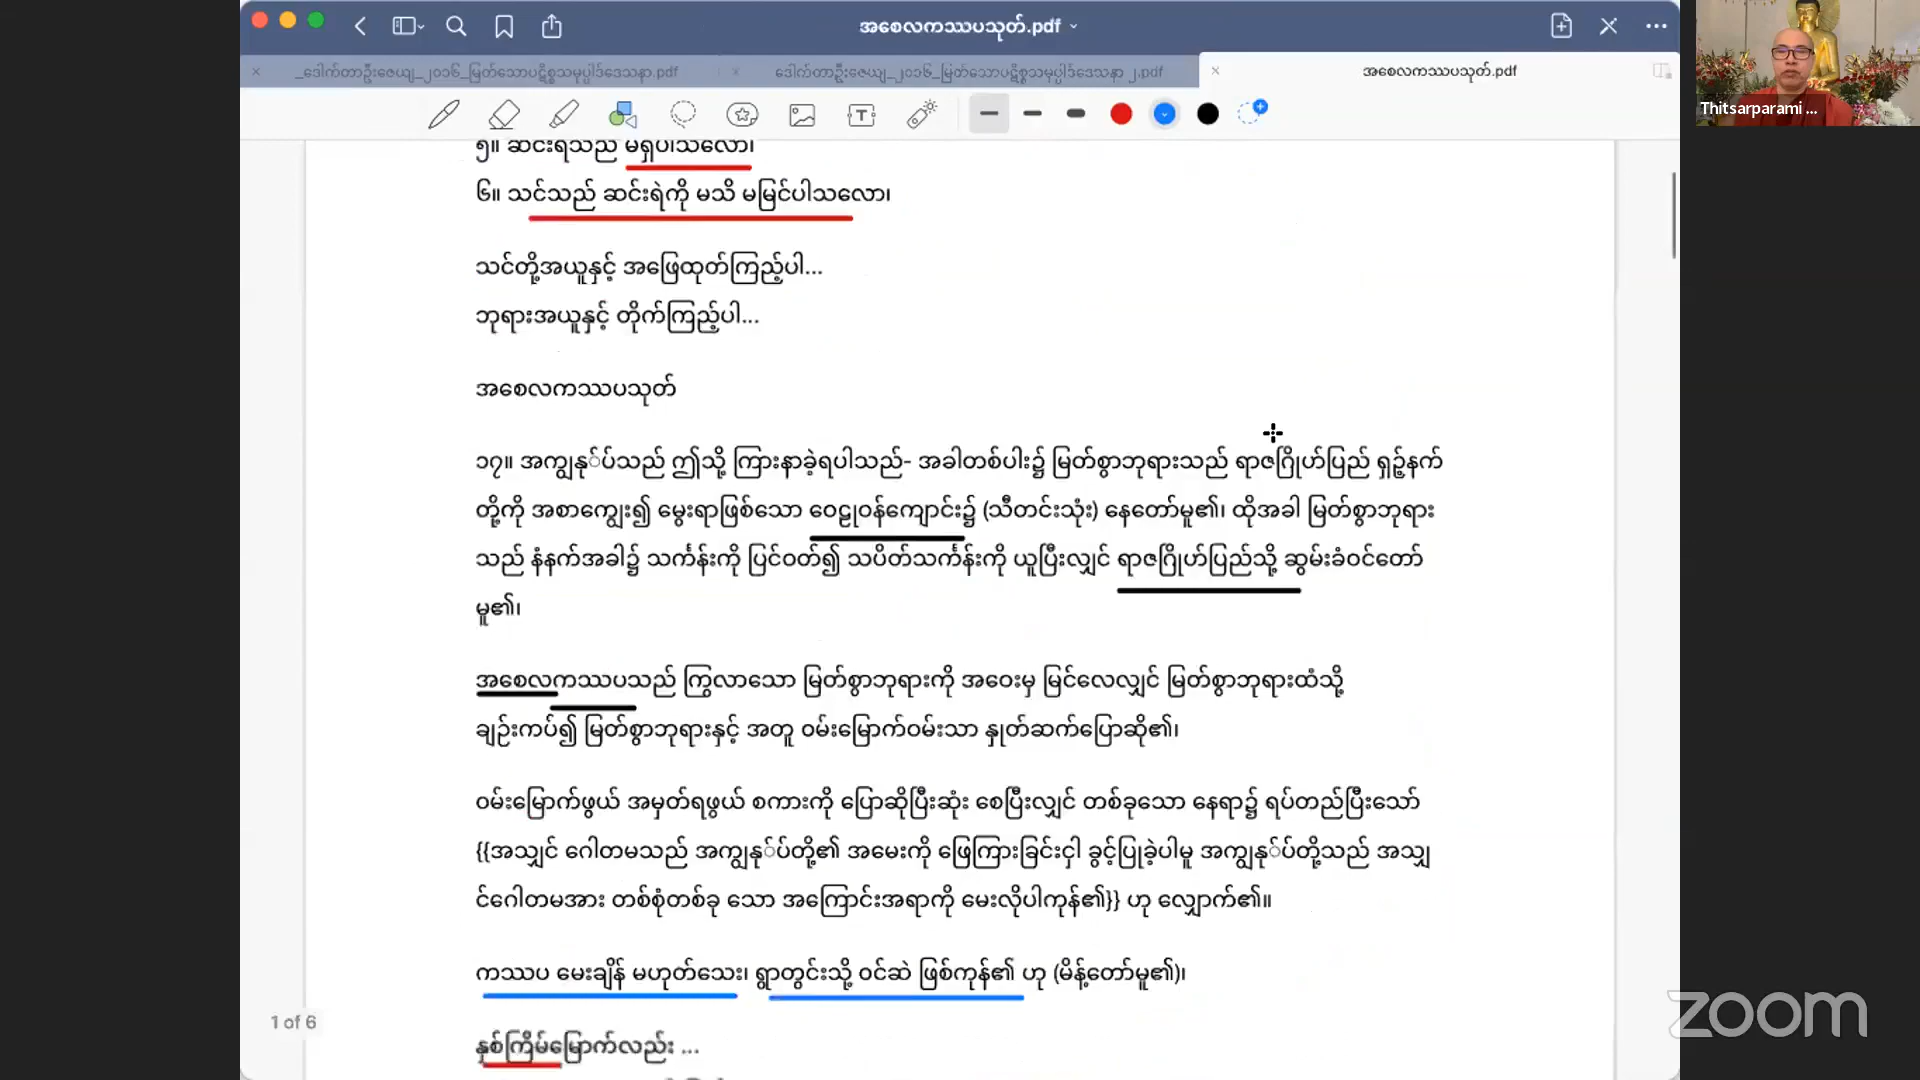 အစေလကဿပသုတ်.pdf
_ဒေါက်တာဦးဇေယျ_၂၀၁၆_မြတ်သောပဋိစ္စသမုပ္ပါဒ်ဒေသနာ.pdf
ဒေါက်တာဦးဇေယျ_၂၀၁၆_မြတ်သောပဋိစ္စသမုပ္ပါဒ်ဒေသနာ ၂.pdf
အစေလကဿပသုတ်.pdf
Thitsarparami ...
၅။ ဆင်းရဲသည် မရှိပါသလော၊
၆။ သင်သည် ဆင်းရဲကို မသိ မမြင်ပါသလော၊
သင်တို့အယူနှင့် အဖြေထုတ်ကြည့်ပါ...
ဘုရားအယူနှင့် တိုက်ကြည့်ပါ...
အစေလကဿပသုတ်
၁၇။ အကျွနု်ပ်သည် ဤသို့ ကြားနာခဲ့ရပါသည်- အခါတစ်ပါး၌ မြတ်စွာဘုရားသည် ရာဇဂြိုဟ်ပြည် ရှဉ့်နက်
တို့ကို အစာကျွေး၍ မွေးရာဖြစ်သော ဝေဠုဝန်ကျောင်း၌ (သီတင်းသုံး) နေတော်မူ၏၊ ထိုအခါ မြတ်စွာဘုရား
သည် နံနက်အခါ၌ သင်္ကန်းကို ပြင်ဝတ်၍ သပိတ်သင်္ကန်းကို ယူပြီးလျှင် ရာဇဂြိုဟ်ပြည်သို့ ဆွမ်းခံဝင်တော်
မူ၏၊
အစေလကဿပသည် ကြွလာသော မြတ်စွာဘုရားကို အဝေးမှ မြင်လေလျှင် မြတ်စွာဘုရားထံသို့
ချဉ်းကပ်၍ မြတ်စွာဘုရားနှင့် အတူ ဝမ်းမြောက်ဝမ်းသာ နှုတ်ဆက်ပြောဆို၏၊
ဝမ်းမြောက်ဖွယ် အမှတ်ရဖွယ် စကားကို ပြောဆိုပြီးဆုံး စေပြီးလျှင် တစ်ခုသော နေရာ၌ ရပ်တည်ပြီးသော်
{{အသျှင် ဂေါတမသည် အကျွနု်ပ်တို့၏ အမေးကို ဖြေကြားခြင်းငှါ ခွင့်ပြုခဲ့ပါမူ အကျွနု်ပ်တို့သည် အသျှ
င်ဂေါတမအား တစ်စုံတစ်ခု သော အကြောင်းအရာကို မေးလိုပါကုန်၏}} ဟု လျှောက်၏။
ကဿပ မေးချိန် မဟုတ်သေး၊ ရွာတွင်းသို့ ဝင်ဆဲ ဖြစ်ကုန်၏ ဟု (မိန့်တော်မူ၏)၊
နှစ်ကြိမ်မြောက်လည်း ...
1 of 6
zoom